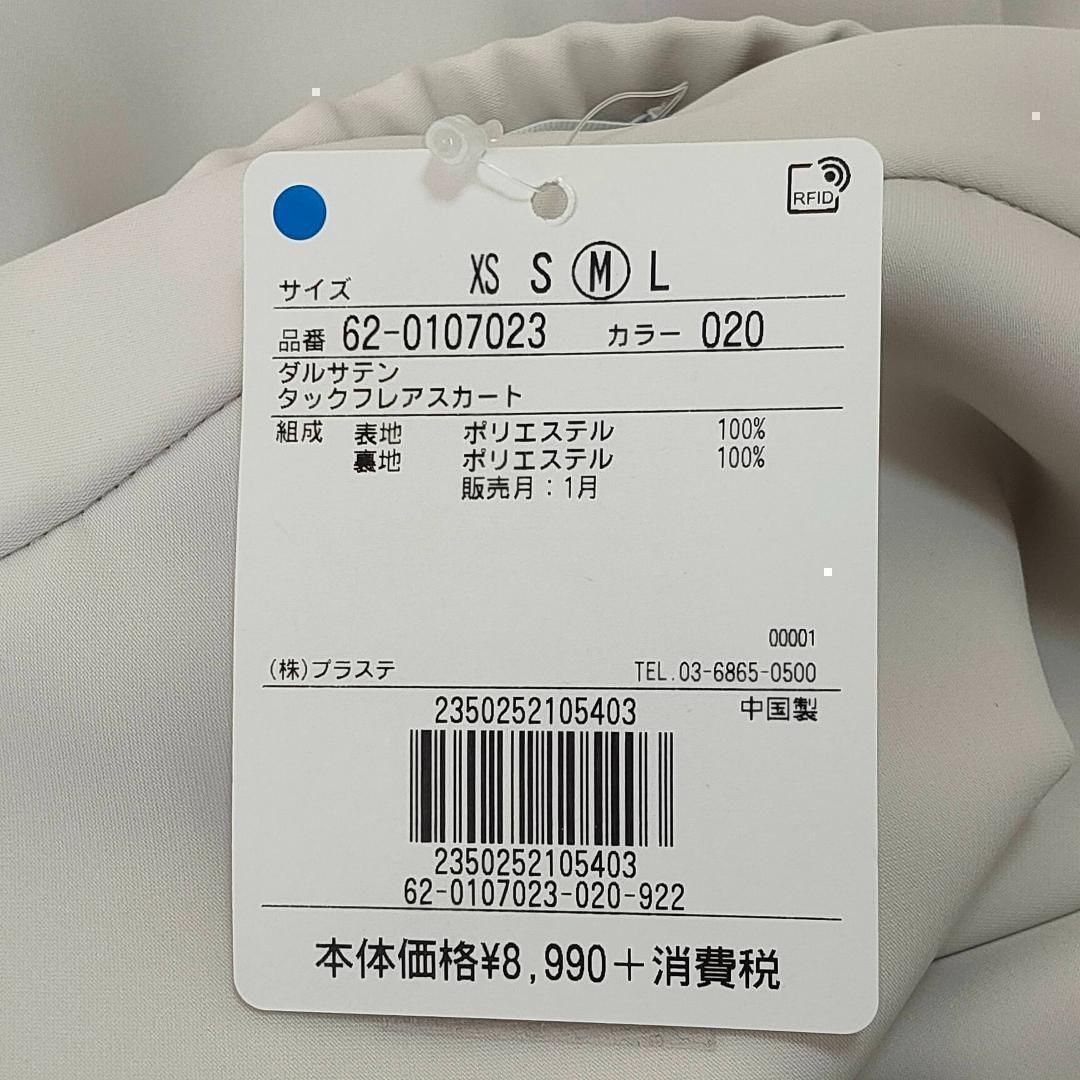 RFID
サイズ XS S M L
品番 62-0107023 カラー 020
ダルサテン
タックフレアスカート
組成 表地 ポリエステル 100%
裏地 ポリエステル 100%
販売月：1月
00001
(株)プラステ TEL.03-6865-0500
2350252105403 中国製
2350252105403
62-0107023-020-922
本体価格¥8,990＋消費税